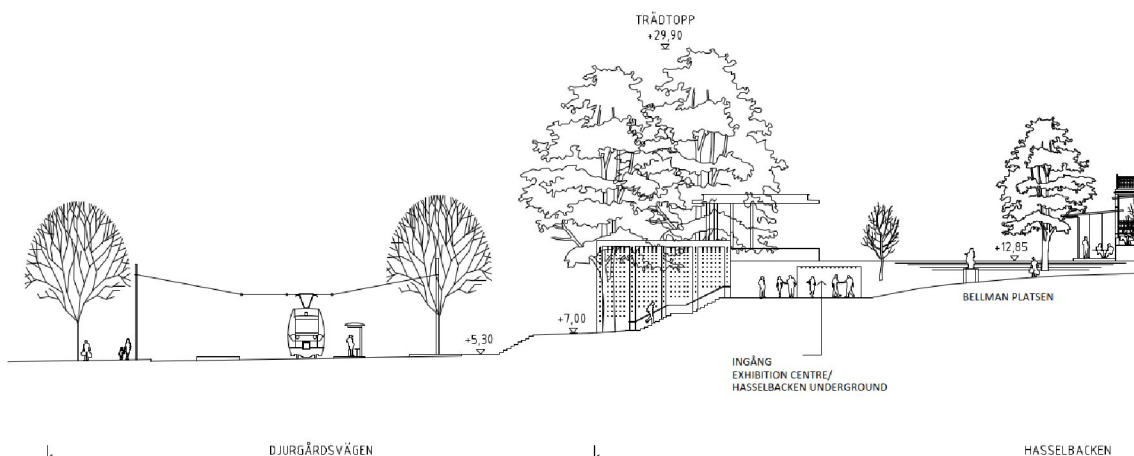 TRÄDTOPP
+29,90
+12,85
BELLMAN PLATSEN
+7,00
+5,30
INGÅNG
EXHIBITION CENTRE/
HASSELBACKEN UNDERGROUND
DJURGÅRDSVÄGEN
HASSELBACKEN